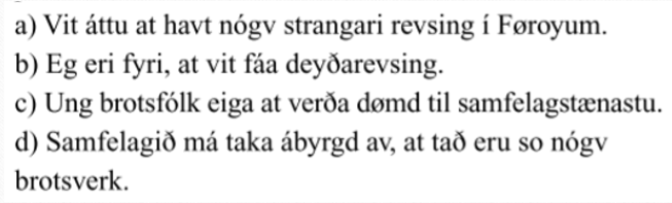 a) Vit áttu at havt nógv strangari revsing í Føroyum.
b) Eg eri fyri, at vit fáa deyðarevsing.
c) Ung brotsfólk eiga at verða dømd til samfelagstænastu.
d) Samfelagið má taka ábyrgd av, at tað eru so nógv
brotsverk.